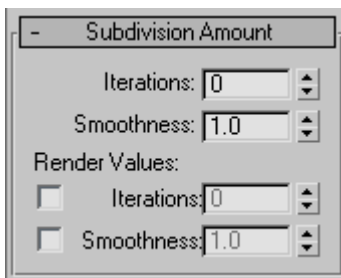 - Subdivision Amount
Iterations: 0
Smoothness: 1.0
Render Values:
Iterations: 0
Smoothness: 1.0